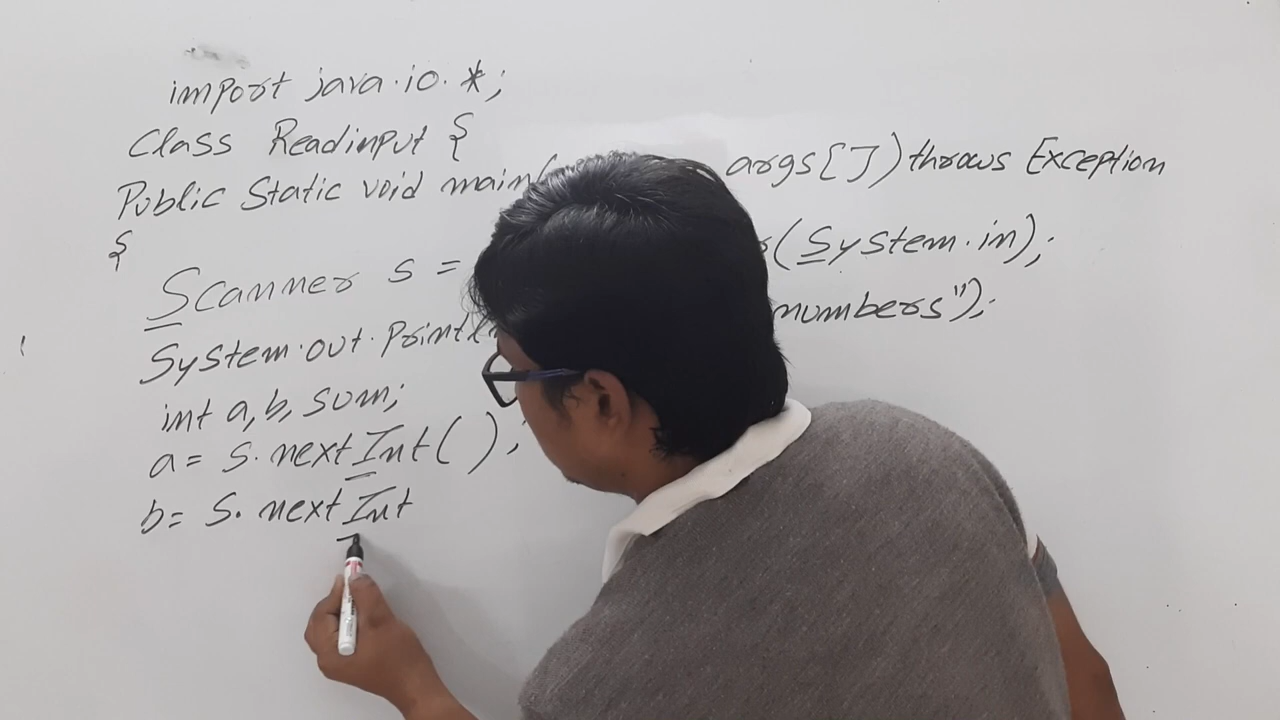 import java.io.*;
Class Readinput {
Public Static void main( args[])throws Exception
{
Scanner s = (System.in);
System.out.Println numbers");
int a, b, sum;
a= s.nextInt( );
b= s.nextInt